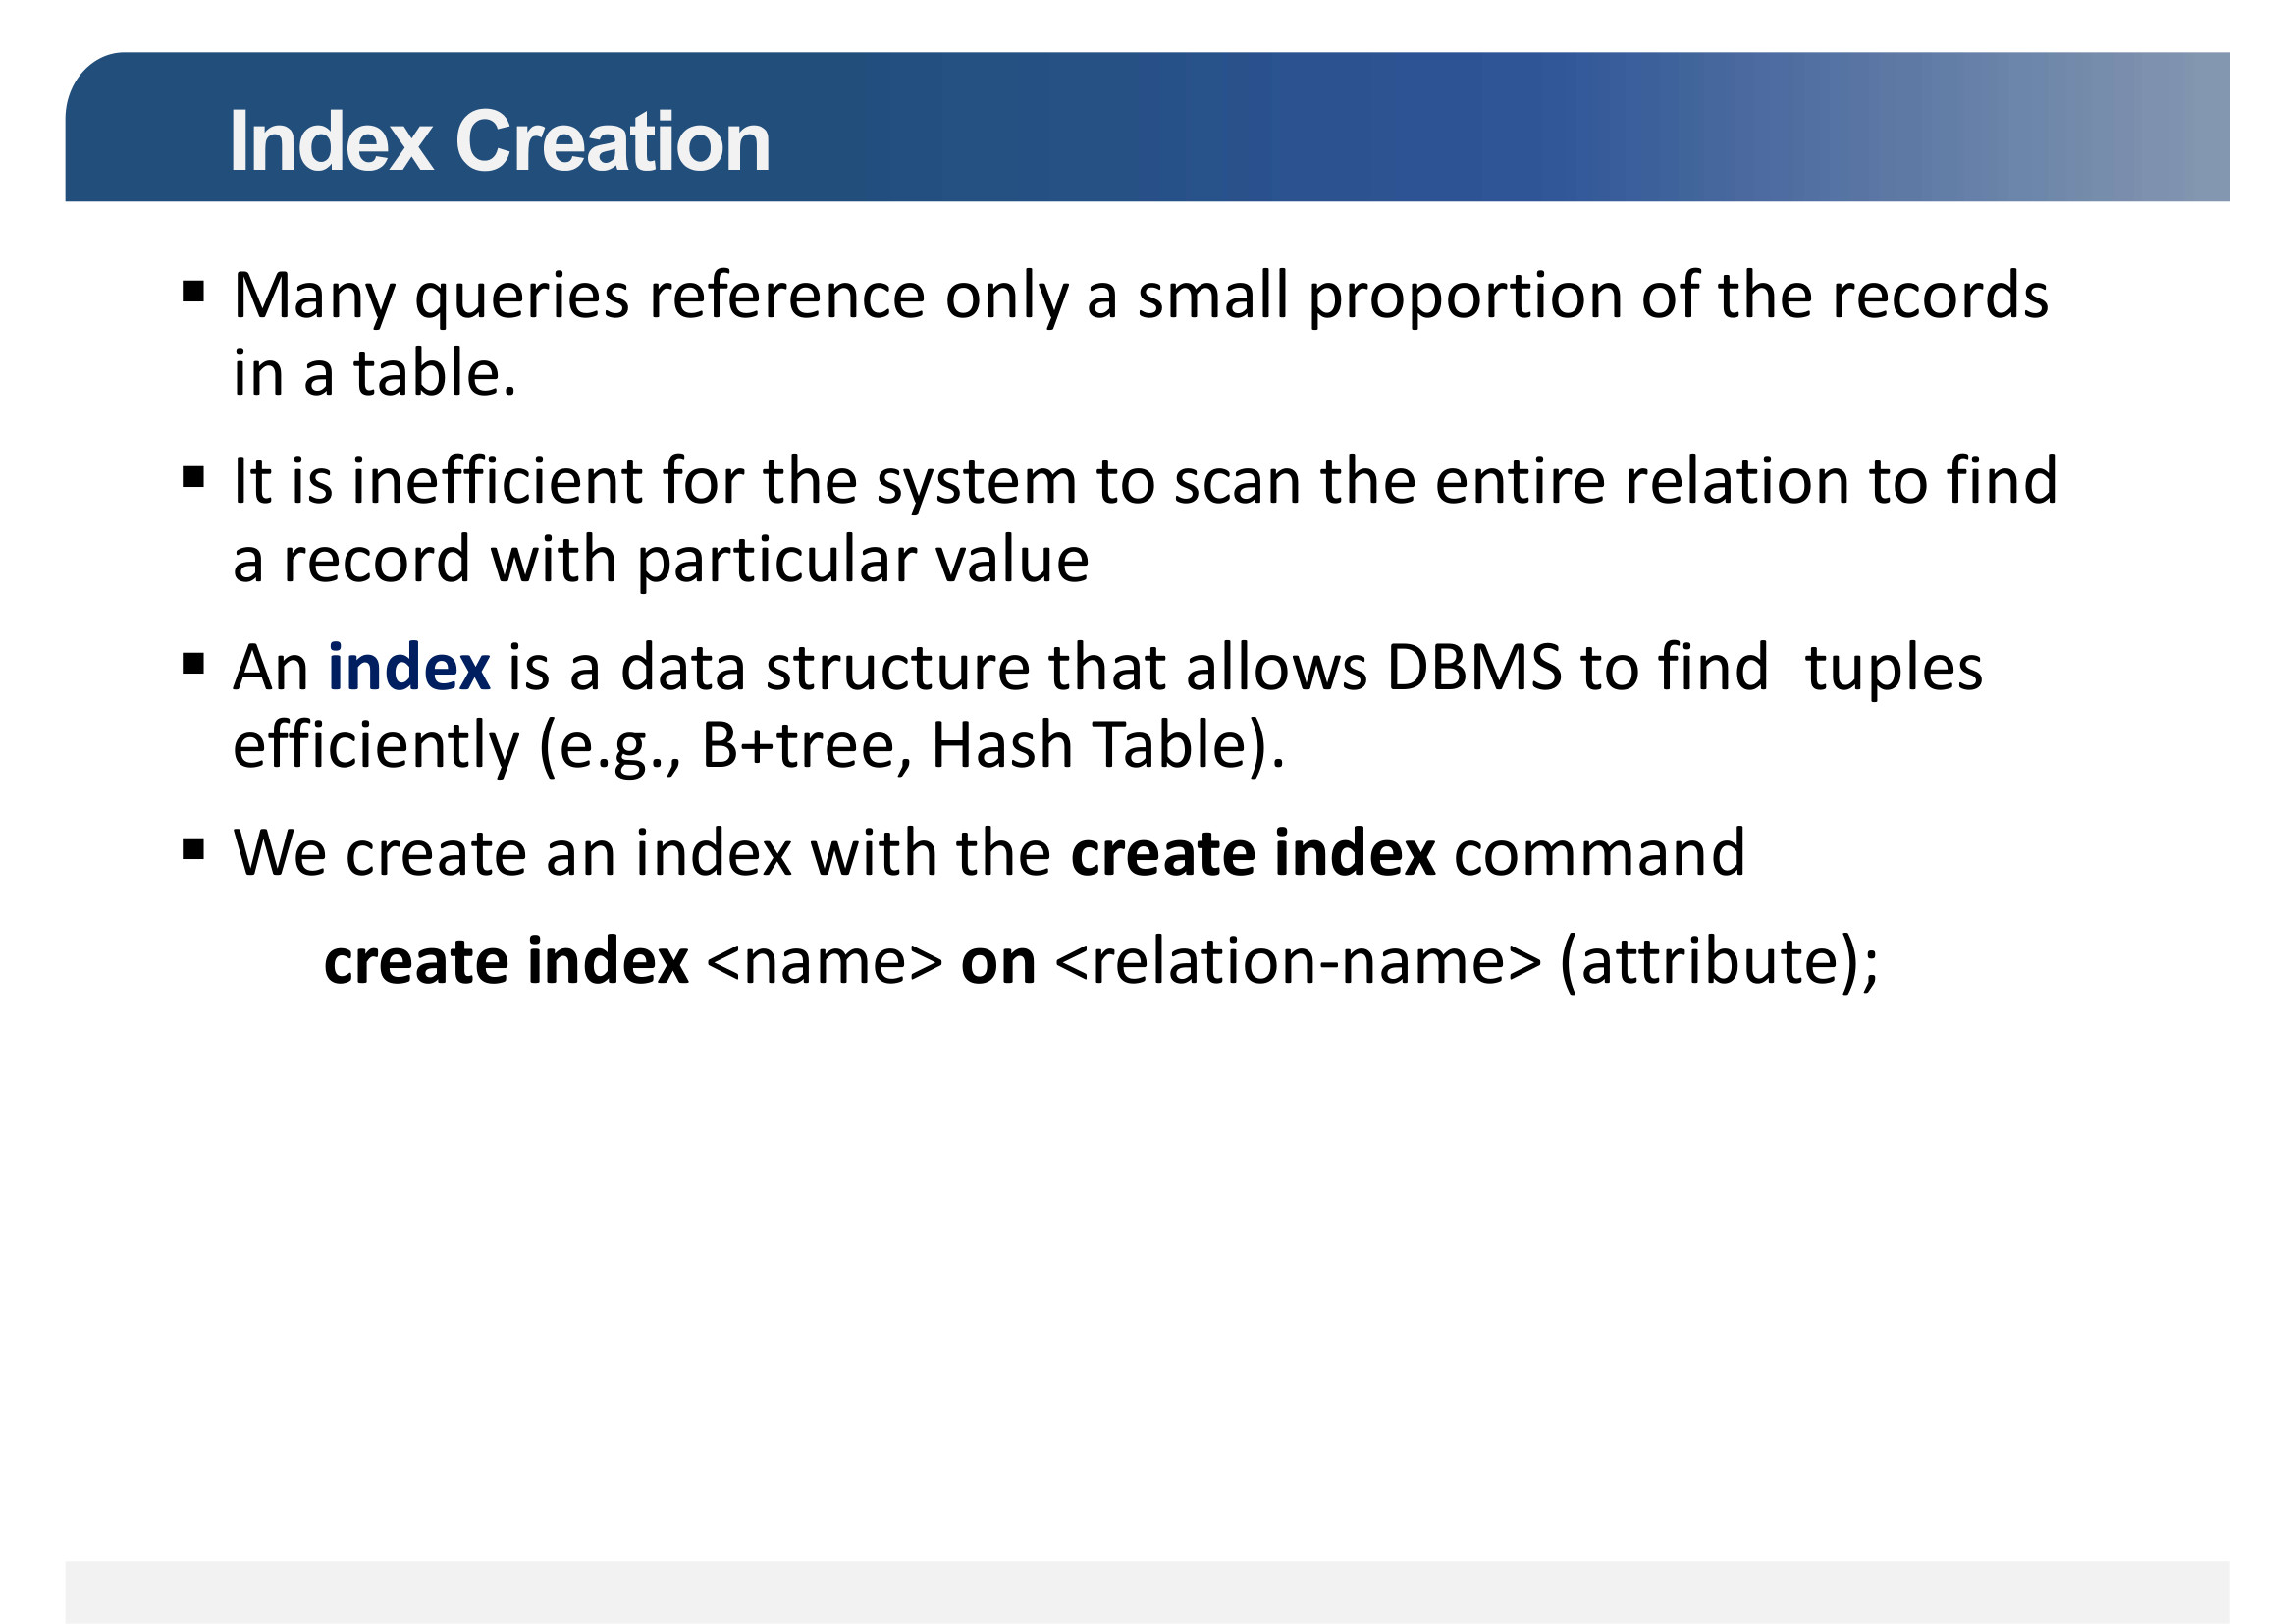 Index Creation
▪ Many queries reference only a small proportion of the records
in a table.
▪ It is inefficient for the system to scan the entire relation to find
a record with particular value
▪ An index is a data structure that allows DBMS to find  tuples
efficiently (e.g., B+tree, Hash Table).
▪ We create an index with the create index command
create index <name> on <relation-name> (attribute);